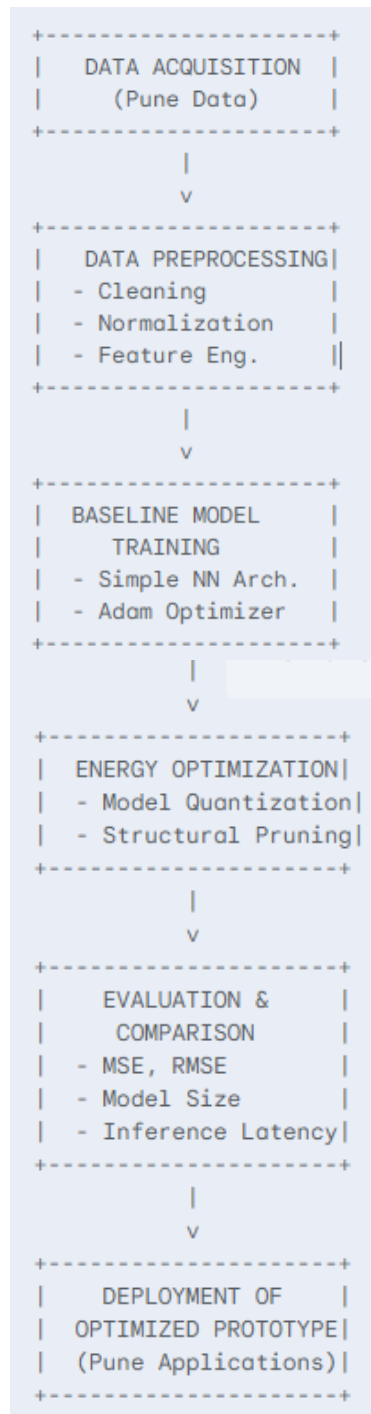 +---------------------+
|   DATA ACQUISITION  |
|     (Pune Data)     |
+---------------------+
          |
          v
+---------------------+
|   DATA PREPROCESSING|
|  - Cleaning         |
|  - Normalization    |
|  - Feature Eng.     |
+---------------------+
          |
          v
+---------------------+
|  BASELINE MODEL     |
|     TRAINING        |
|  - Simple NN Arch.  |
|  - Adam Optimizer   |
+---------------------+
          |
          v
+----------------------+
|  ENERGY OPTIMIZATION|
|  - Model Quantization|
|  - Structural Pruning|
+----------------------+
          |
          v
+----------------------+
|    EVALUATION &      |
|     COMPARISON       |
|  - MSE, RMSE         |
|  - Model Size        |
|  - Inference Latency|
+----------------------+
          |
          v
+----------------------+
|    DEPLOYMENT OF     |
|  OPTIMIZED PROTOTYPE|
|  (Pune Applications)|
+----------------------+